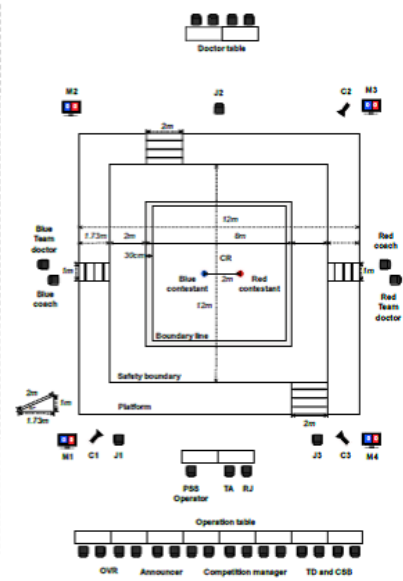 Doctor table
M2
J2
C2
M3
2m
12m
1.73m
2m
8m
30cm
Blue
Team
doctor
Blue
coach
Red
coach
Red
Team
doctor
1m
1m
CR
Blue
contestant
2m
Red
contestant
12m
Boundary line
Safety boundary
Platform
2m
1m
1.73m
2m
M1
C1
J1
J3
C3
M4
PSS
Operator
TA
RJ
Operation table
OVR
Announcer
Competition manager
TD and CSB